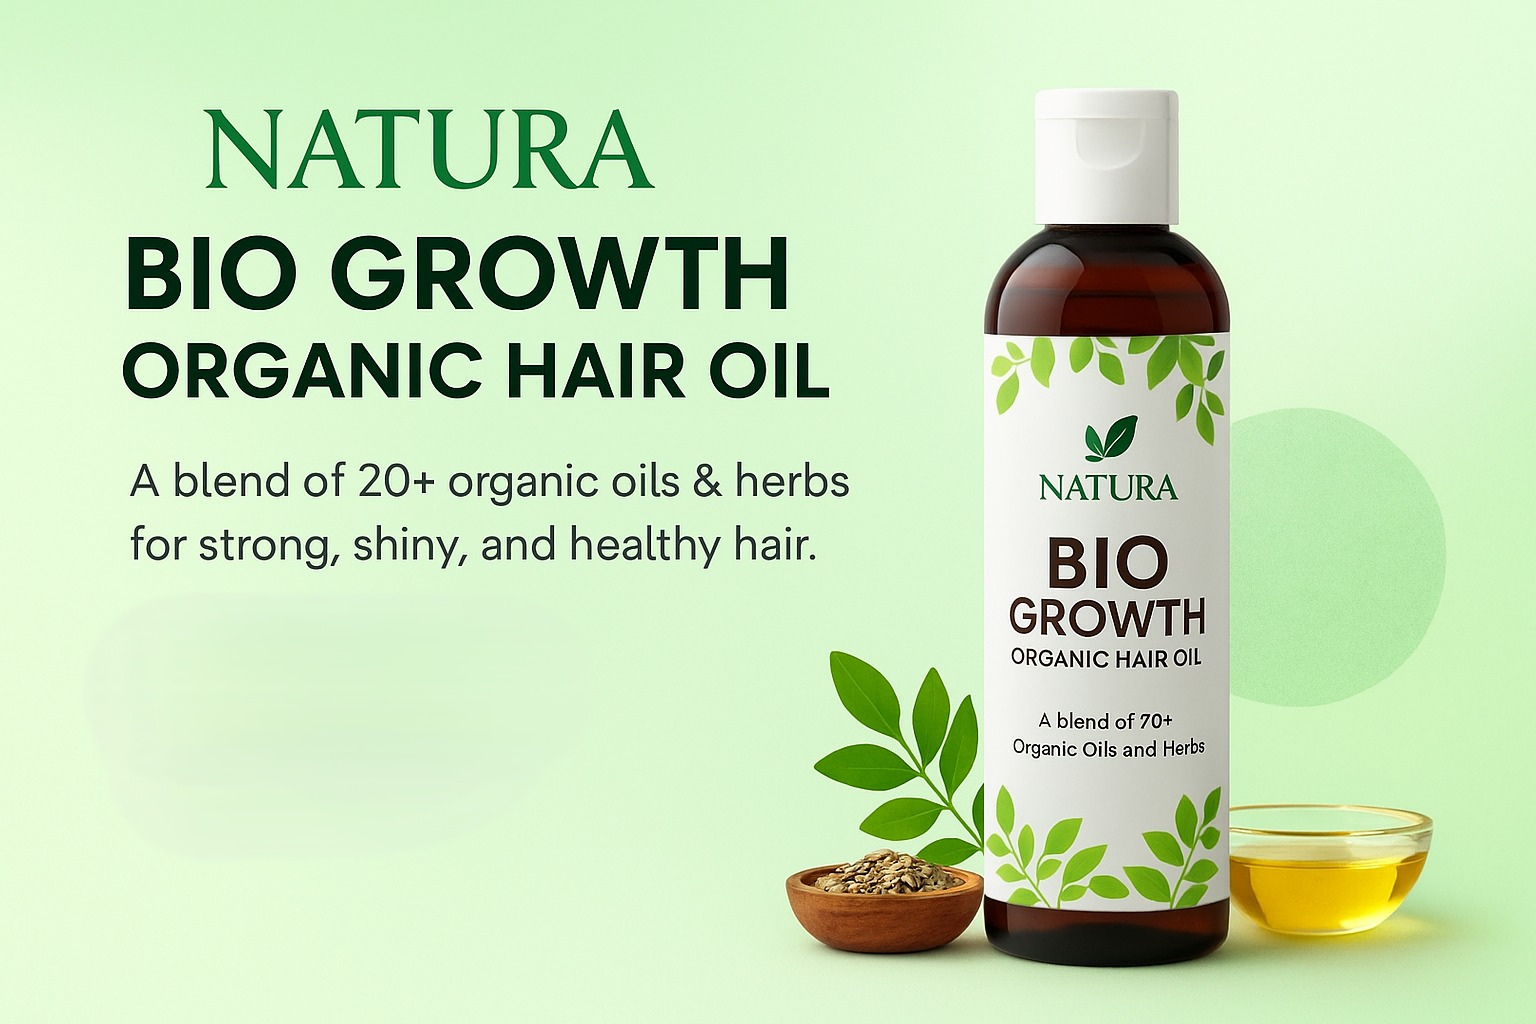 NATURA
BIO GROWTH
ORGANIC HAIR OIL
A blend of 20+ organic oils & herbs
for strong, shiny, and healthy hair.
NATURA
BIO
GROWTH
ORGANIC HAIR OIL
A blend of 70+
Organic Oils and Herbs